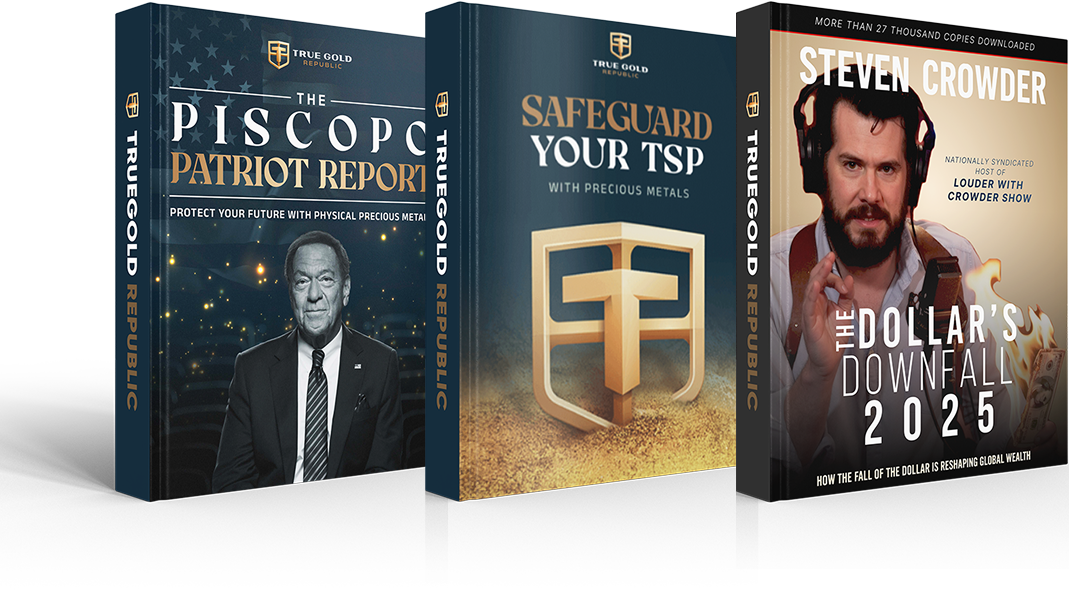 TRUEGOLD REPUBLIC
TRUE GOLD
REPUBLIC
THE
PISCOPO
PATRIOT REPORT
PROTECT YOUR FUTURE WITH PHYSICAL PRECIOUS META
TRUEGOLD REPUBLIC
TRUE GOLD
REPUBLIC
SAFEGUARD
YOUR TSP
WITH PRECIOUS METALS
TRUEGOLD REPUBLIC
MORE THAN 27 THOUSAND COPIES DOWNLOADED
STEVEN CROWDER
NATIONALLY SYNDICATED
HOST OF
LOUDER WITH
CROWDER SHOW
THE DOLLAR'S
DOWNFALL
2025
HOW THE FALL OF THE DOLLAR IS RESHAPING GLOBAL WEALTH